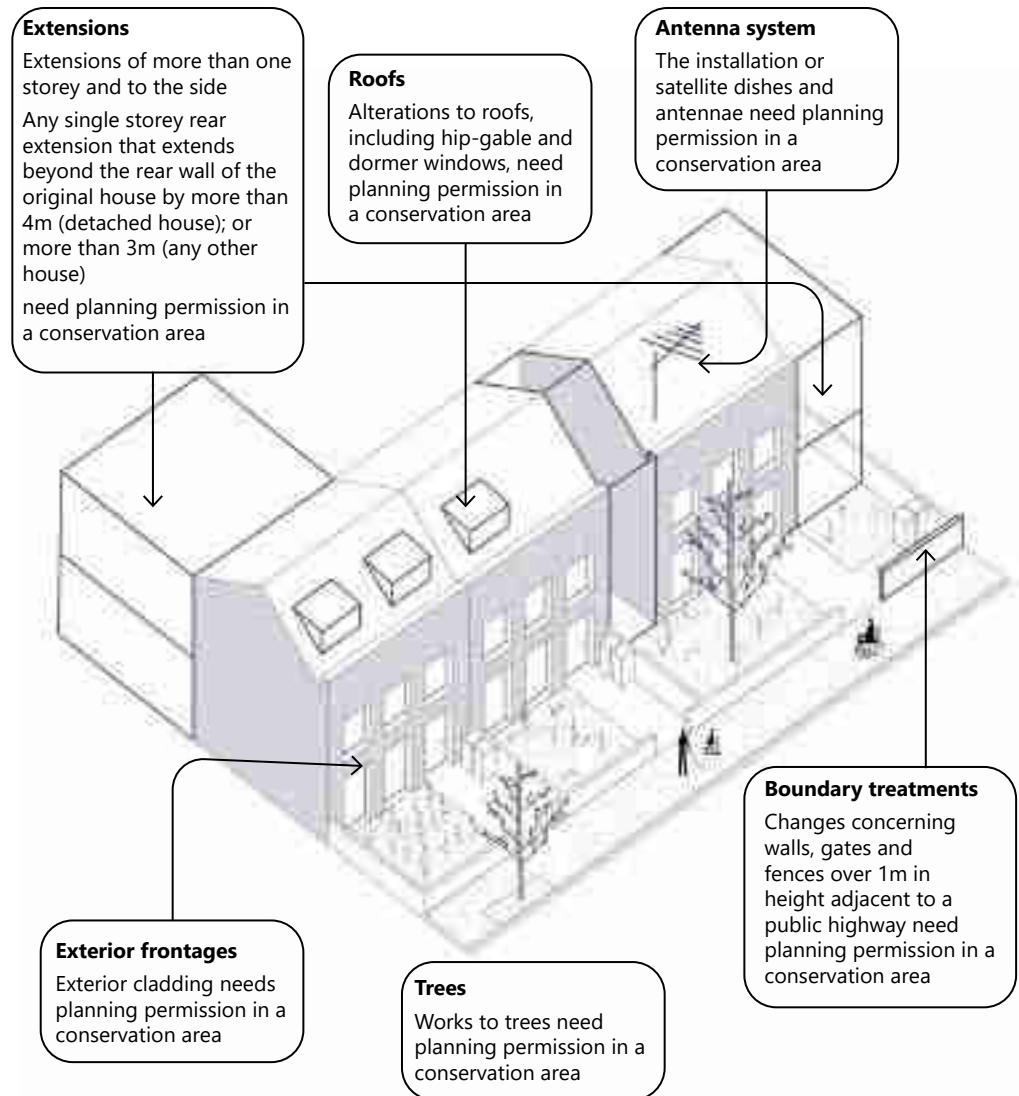 Extensions
Extensions of more than one
storey and to the side
Any single storey rear
extension that extends
beyond the rear wall of the
original house by more than
4m (detached house); or
more than 3m (any other
house)
need planning permission in
a conservation area
Roofs
Alterations to roofs,
including hip-gable and
dormer windows, need
planning permission in
a conservation area
Antenna system
The installation or
satellite dishes and
antennae need planning
permission in a
conservation area
Exterior frontages
Exterior cladding needs
planning permission in a
conservation area
Trees
Works to trees need
planning permission in a
conservation area
Boundary treatments
Changes concerning
walls, gates and
fences over 1m in
height adjacent to a
public highway need
planning permission in a
conservation area